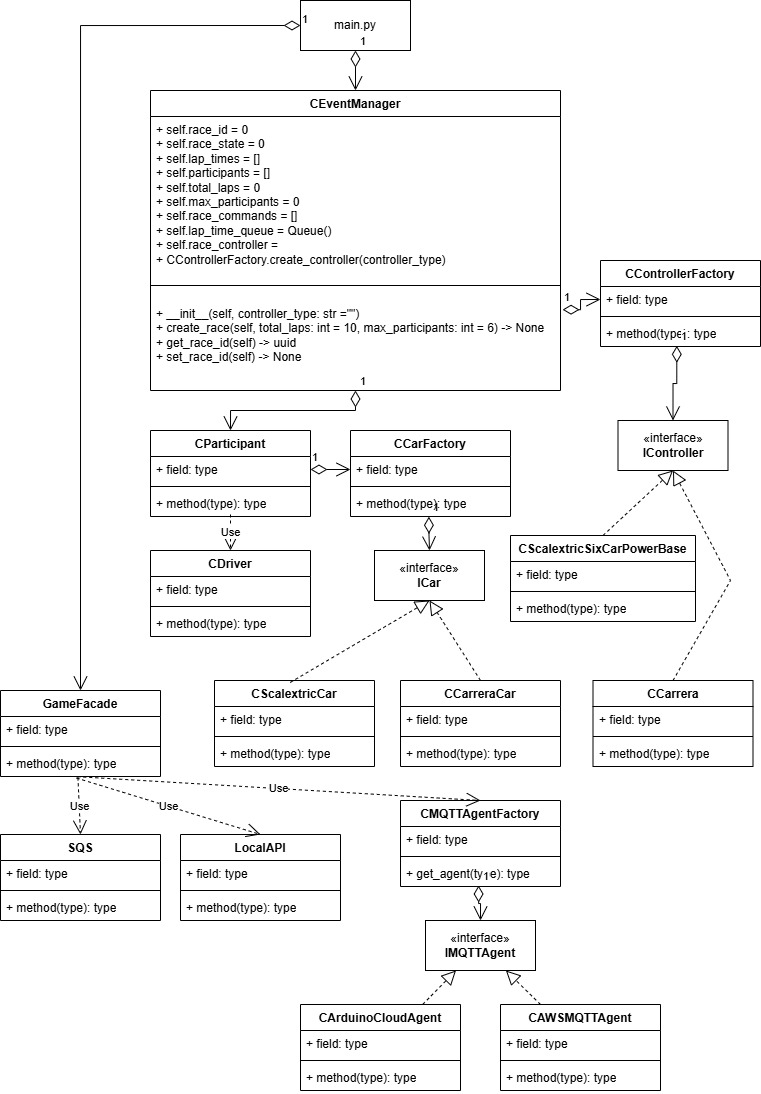 1
main.py
1
CEventManager
+ self.race_id = 0
+ self.race_state = 0
+ self.lap_times = []
+ self.participants = []
+ self.total_laps = 0
+ self.max_participants = 0
+ self.race_commands = []
+ self.lap_time_queue = Queue()
+ self.race_controller =
+ CControllerFactory.create_controller(controller_type)
+ __init__(self, controller_type: str ="")
+ create_race(self, total_laps: int = 10, max_participants: int = 6) -> None
+ get_race_id(self) -> uuid
+ set_race_id(self) -> None
1
CControllerFactory
+ field: type
+ method(type): type
1
1
«interface»
IController
CParticipant
+ field: type
+ method(type): type
1
CCarFactory
+ field: type
+ method(type): type
1
Use
CDriver
+ field: type
+ method(type): type
«interface»
ICar
CScalextricSixCarPowerBase
+ field: type
+ method(type): type
CScalextricCar
+ field: type
+ method(type): type
CCarreraCar
+ field: type
+ method(type): type
CCarrera
+ field: type
+ method(type): type
GameFacade
+ field: type
+ method(type): type
Use
Use
Use
SQS
+ field: type
+ method(type): type
LocalAPI
+ field: type
+ method(type): type
CMQTTAgentFactory
+ field: type
+ get_agent(type): type
1
«interface»
IMQTTAgent
CArduinoCloudAgent
+ field: type
+ method(type): type
CAWSMQTTAgent
+ field: type
+ method(type): type